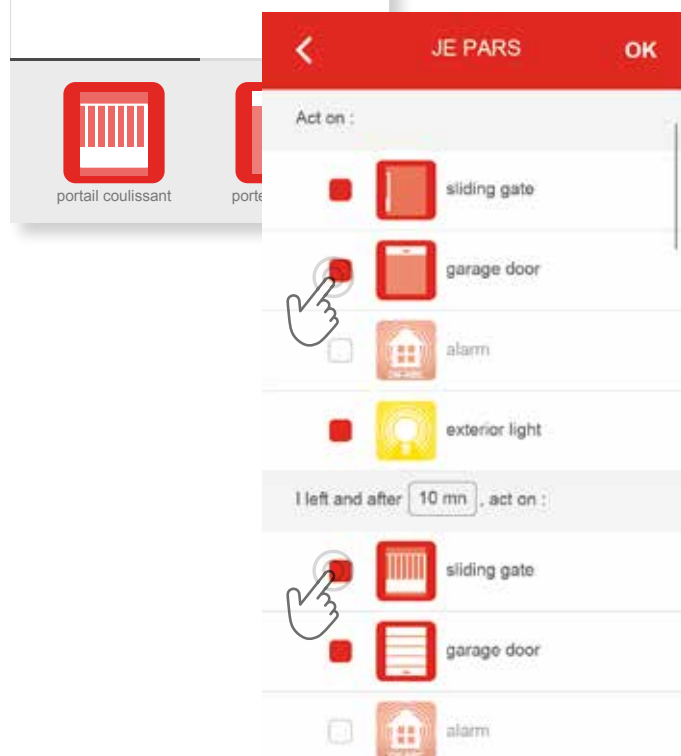 JE PARS
OK
Act on :
portail coulissant
porte
sliding gate
garage door
alarm
exterior light
I left and after 10 mn , act on :
sliding gate
garage door
alarm